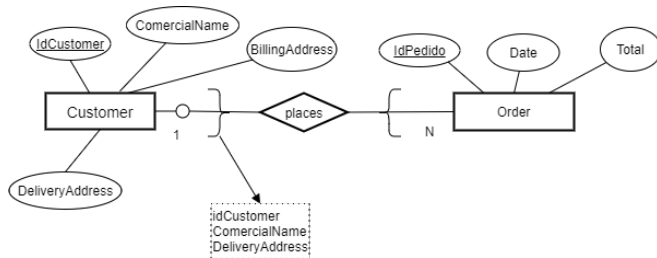 ComercialName
IdCustomer
BillingAddress
IdPedido
Date
Total
Customer
places
Order
1
N
DeliveryAddress
idCustomer
ComercialName
DeliveryAddress